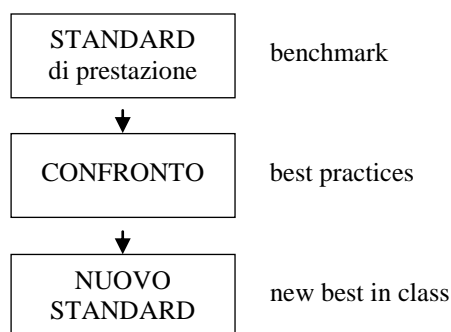 STANDARD
di prestazione
benchmark
CONFRONTO
best practices
NUOVO
STANDARD
new best in class